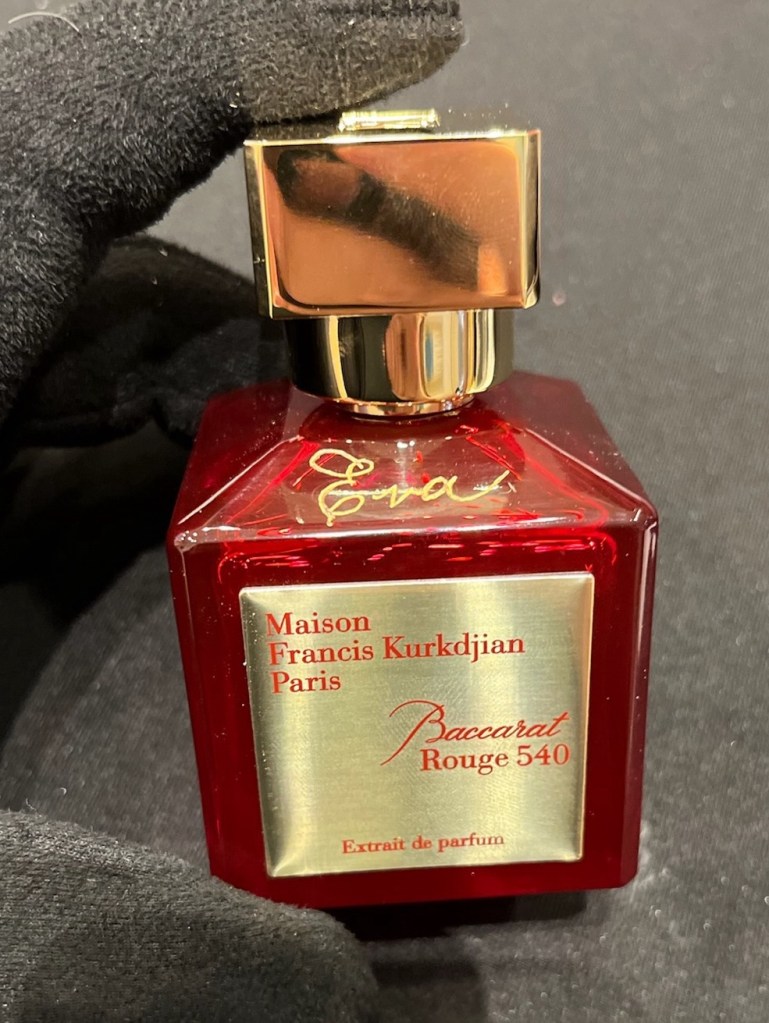 Eva
Maison
Francis Kurkdjian
Paris
Baccarat
Rouge 540
Extrait de parfum